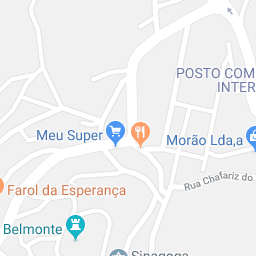 POSTO COM
INTER
Meu Super
Morão Lda,a
Rua Chafariz do
Farol da Esperança
Belmonte
Sinagoga